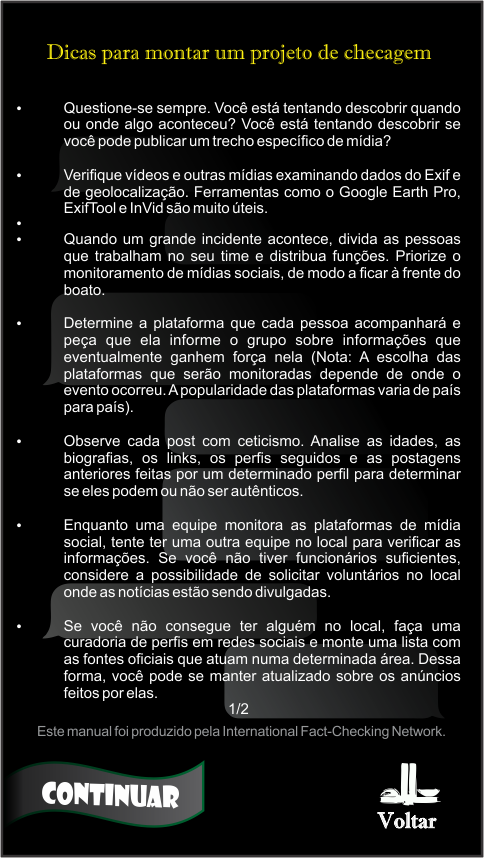 Dicas para montar um projeto de checagem
• Questione-se sempre. Você está tentando descobrir quando
ou onde algo aconteceu? Você está tentando descobrir se
você pode publicar um trecho específico de mídia?
• Verifique vídeos e outras mídias examinando dados do Exif e
de geolocalização. Ferramentas como o Google Earth Pro,
ExifTool e InVid são muito úteis.
•
• Quando um grande incidente acontece, divida as pessoas
que trabalham no seu time e distribua funções. Priorize o
monitoramento de mídias sociais, de modo a ficar à frente do
boato.
• Determine a plataforma que cada pessoa acompanhará e
peça que ela informe o grupo sobre informações que
eventualmente ganhem força nela (Nota: A escolha das
plataformas que serão monitoradas depende de onde o
evento ocorreu. A popularidade das plataformas varia de país
para país).
• Observe cada post com ceticismo. Analise as idades, as
biografias, os links, os perfis seguidos e as postagens
anteriores feitas por um determinado perfil para determinar
se eles podem ou não ser autênticos.
• Enquanto uma equipe monitora as plataformas de mídia
social, tente ter uma outra equipe no local para verificar as
informações. Se você não tiver funcionários suficientes,
considere a possibilidade de solicitar voluntários no local
onde as notícias estão sendo divulgadas.
• Se você não consegue ter alguém no local, faça uma
curadoria de perfis em redes sociais e monte uma lista com
as fontes oficiais que atuam numa determinada área. Dessa
forma, você pode se manter atualizado sobre os anúncios
feitos por elas.
1/2
Este manual foi produzido pela International Fact-Checking Network.
CONTINUAR
Voltar